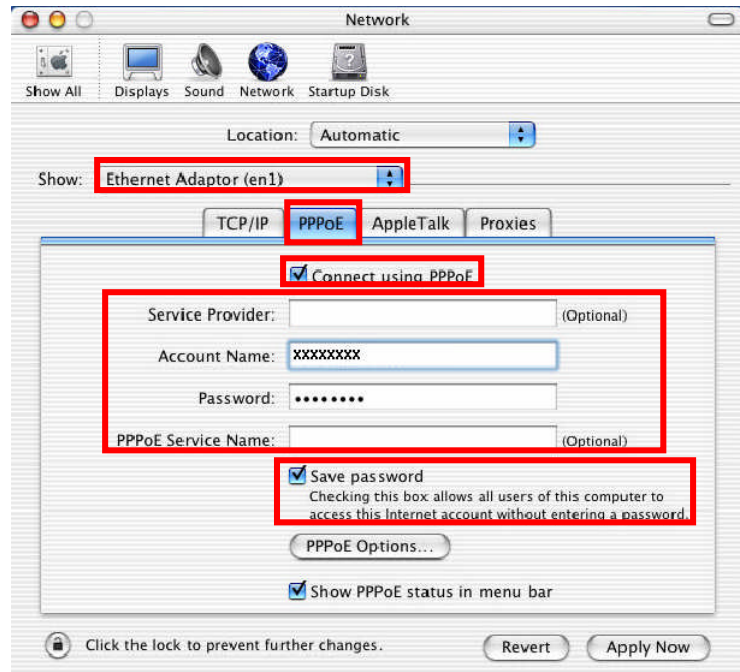 Network
Show All Displays Sound Network Startup Disk
Location: Automatic
Show: Ethernet Adaptor (en1)
TCP/IP PPPoE AppleTalk Proxies
Connect using PPPoE
Service Provider: (Optional)
Account Name: XXXXXXXX
Password: ••••••••
PPPoE Service Name: (Optional)
Save password
Checking this box allows all users of this computer to
access this Internet account without entering a password.
PPPoE Options...
Show PPPoE status in menu bar
Click the lock to prevent further changes. Revert Apply Now